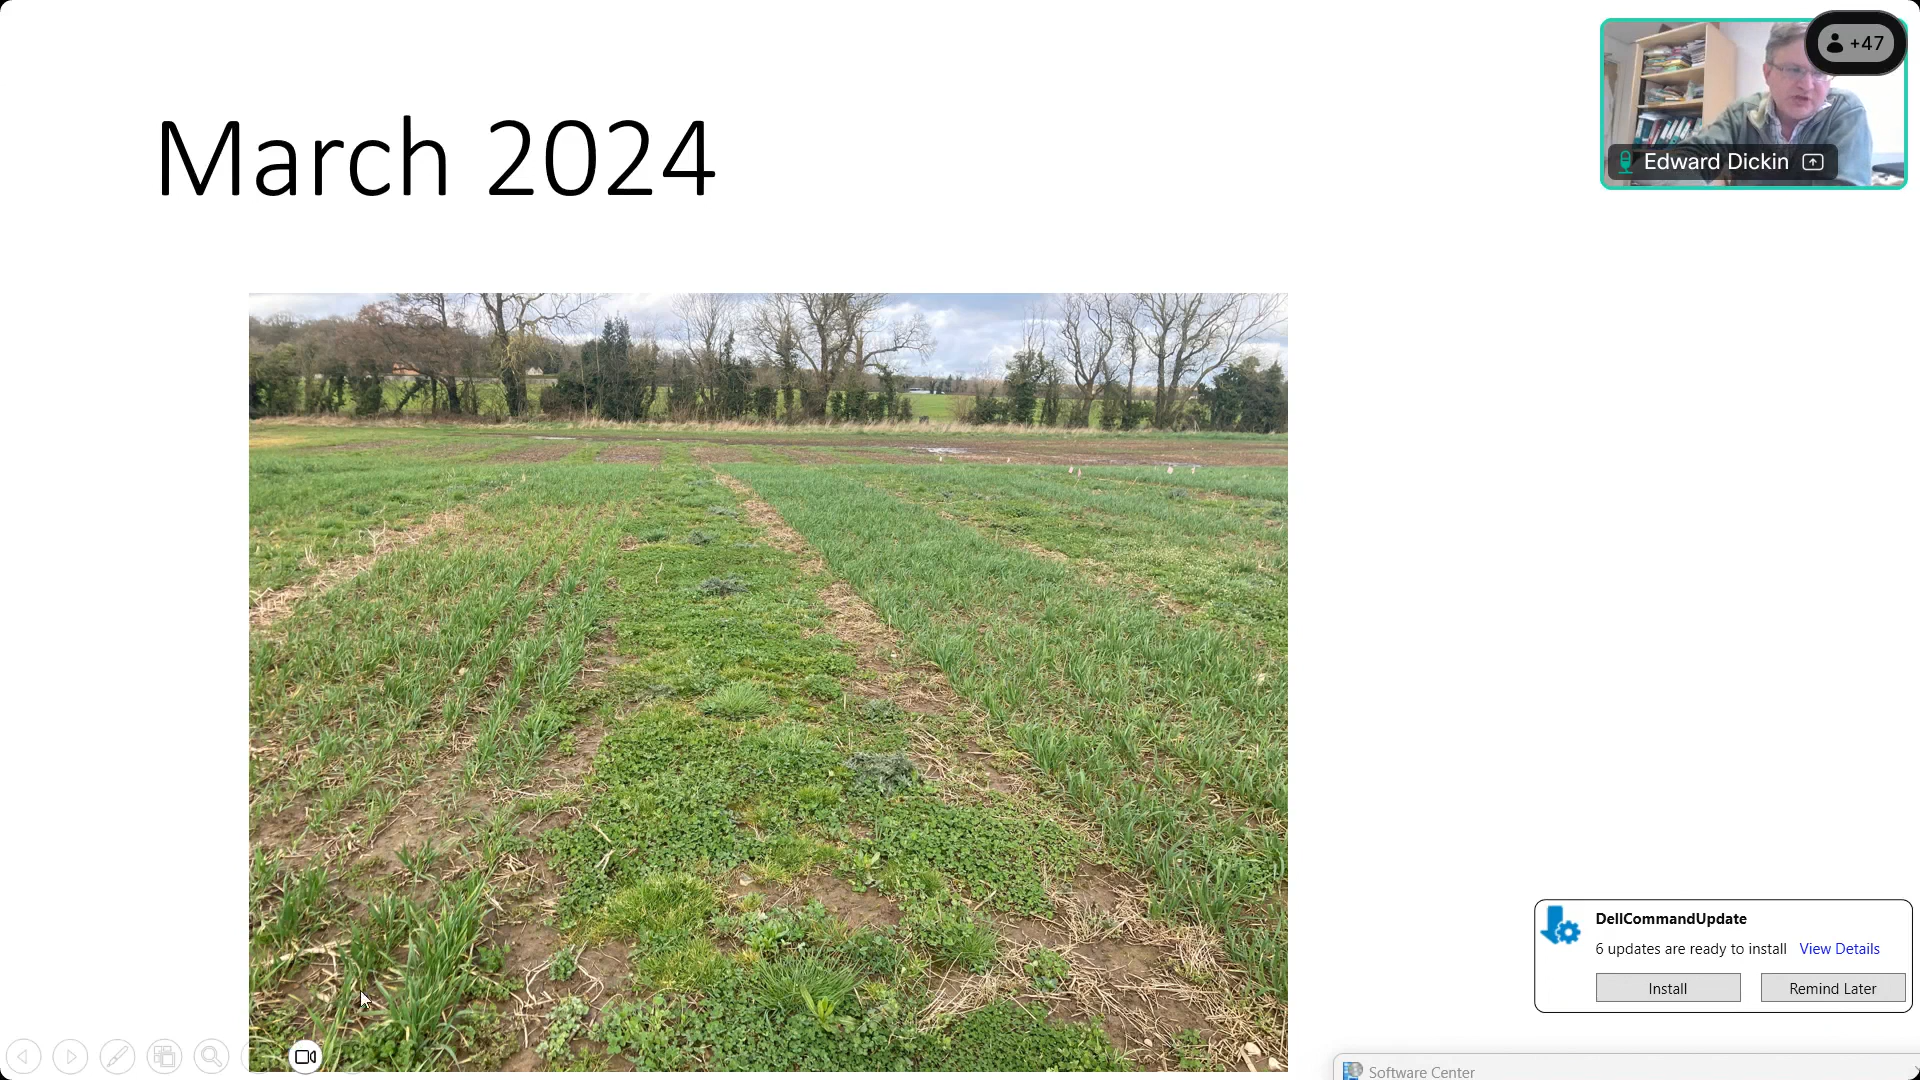 March 2024
+47
Edward Dickin
DellCommandUpdate
6 updates are ready to install View Details
Install Remind Later
Software Center